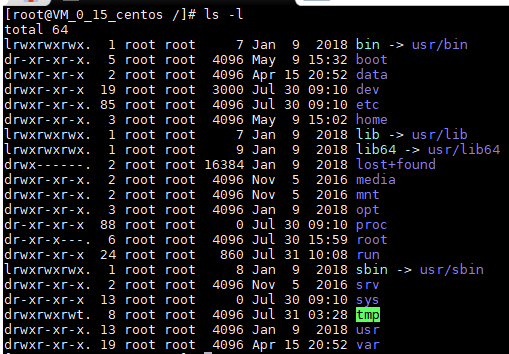 [root@VM_0_15_centos /]# ls -l
total 64
lrwxrwxrwx.  1 root root     7 Jan  9  2018 bin -> usr/bin
dr-xr-xr-x.  5 root root  4096 May  9 15:32 boot
drwxr-xr-x   2 root root  4096 Apr 15 20:52 data
drwxr-xr-x  19 root root  3000 Jul 30 09:10 dev
drwxr-xr-x. 85 root root  4096 Jul 30 09:10 etc
drwxr-xr-x.  3 root root  4096 May  9 15:02 home
lrwxrwxrwx.  1 root root     7 Jan  9  2018 lib -> usr/lib
lrwxrwxrwx.  1 root root     9 Jan  9  2018 lib64 -> usr/lib64
drwx------.  2 root root 16384 Jan  9  2018 lost+found
drwxr-xr-x.  2 root root  4096 Nov  5  2016 media
drwxr-xr-x.  2 root root  4096 Nov  5  2016 mnt
drwxr-xr-x.  3 root root  4096 Jan  9  2018 opt
dr-xr-xr-x  88 root root     0 Jul 30 09:10 proc
dr-xr-x---.  6 root root  4096 Jul 30 15:59 root
drwxr-xr-x  24 root root   860 Jul 31 10:08 run
lrwxrwxrwx.  1 root root     8 Jan  9  2018 sbin -> usr/sbin
drwxr-xr-x.  2 root root  4096 Nov  5  2016 srv
dr-xr-xr-x  13 root root     0 Jul 30 09:10 sys
drwxrwxrwt.  8 root root  4096 Jul 31 03:28 tmp
drwxr-xr-x. 13 root root  4096 Jan  9  2018 usr
drwxr-xr-x. 19 root root  4096 Apr 15 20:52 var